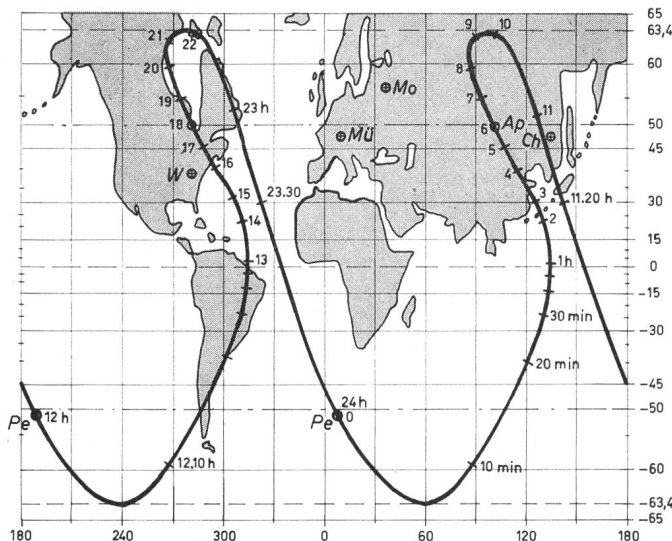 21 22 9 10 65
63,4
20 8 60
19 23 h 7 Mo 11
18 Mü 6 Ap Ch 50
17 5 45
W 16 4
15 23.30 3 11.20 h 30
14 2
15
13 1h 0
-15
30 min -30
20 min
-45
Pe 12 h 24 h -50
Pe 0
12,10 h 10 min -60
63,4
-65
180 240 300 0 60 120 180